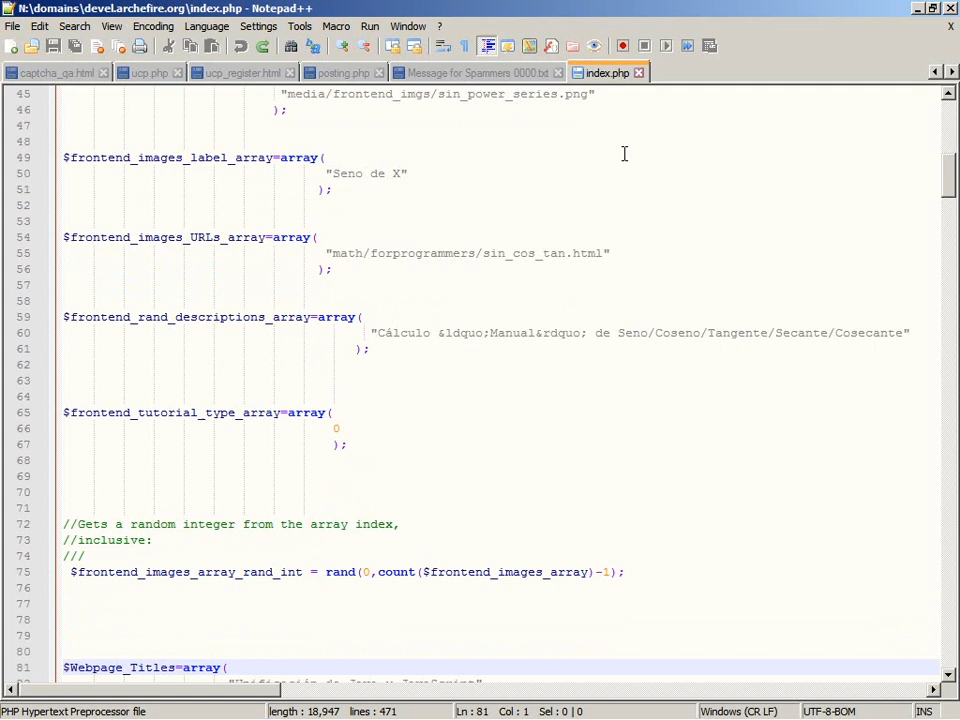 N:\domains\devel.archefire.org\index.php - Notepad++
File Edit Search View Encoding Language Settings Tools Macro Run Window ? X
captcha_qa.html ucp.php ucp_register.html posting.php Message for Spammers 0000.txt index.php
45 "media/frontend_imgs/sin_power_series.png"
46 );
47
48
49 $frontend_images_label_array=array(
50 "Seno de X"
51 );
52
53
54 $frontend_images_URLs_array=array(
55 "math/forprogrammers/sin_cos_tan.html"
56 );
57
58
59 $frontend_rand_descriptions_array=array(
60 "Cálculo &ldquo;Manual&rdquo; de Seno/Coseno/Tangente/Secante/Cosecante"
61 );
62
63
64
65 $frontend_tutorial_type_array=array(
66 0
67 );
68
69
70
71
72 //Gets a random integer from the array index,
73 //inclusive:
74 ///
75 $frontend_images_array_rand_int = rand(0,count($frontend_images_array)-1);
76
77
78
79
80
81 $Webpage_Titles=array(
82 "Unificación de Java y JavaScript"
PHP Hypertext Preprocessor file length : 18,947 lines : 471 Ln : 81 Col : 1 Sel : 0 | 0 Windows (CR LF) UTF-8-BOM INS